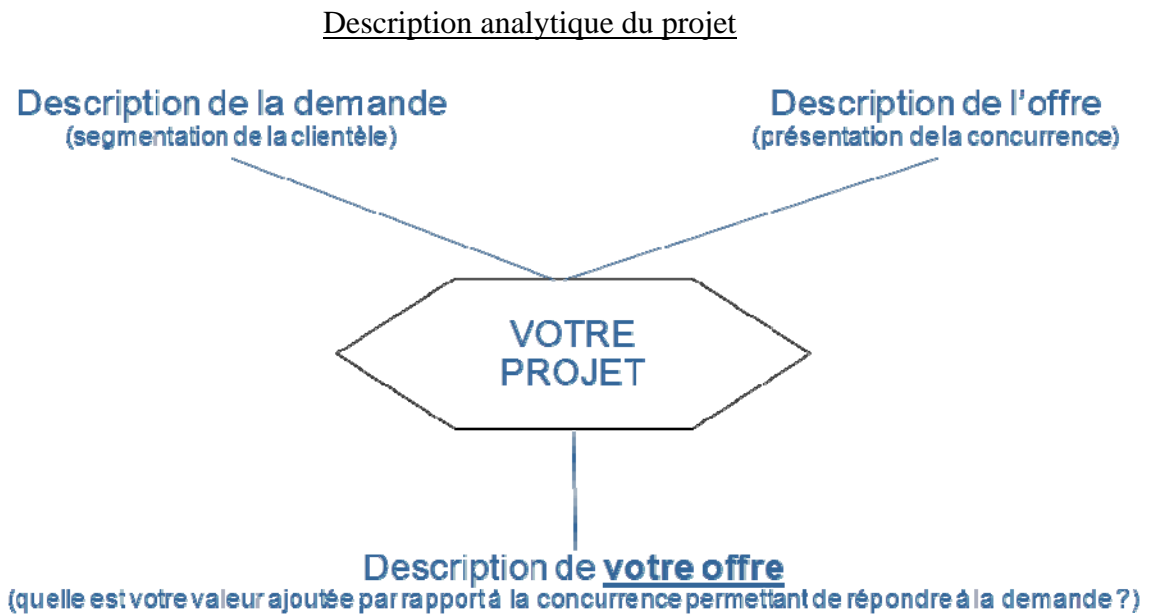 Description analytique du projet
Description de la demande
(segmentation de la clientèle)
Description de l'offre
(présentation de la concurrence)
VOTRE
PROJET
Description de votre offre
(quelle est votre valeur ajoutée par rapport à la concurrence permettant de répondre à la demande ?)